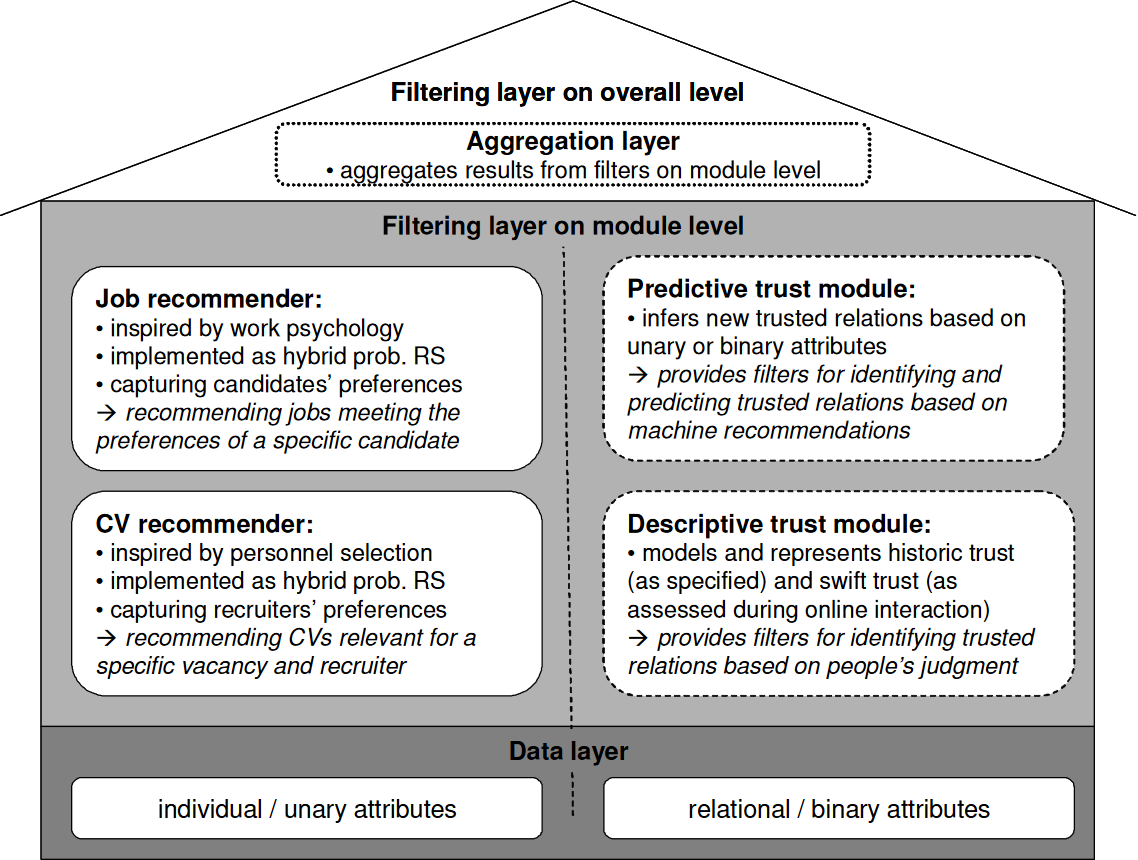 Filtering layer on overall level
Aggregation layer
• aggregates results from filters on module level
Filtering layer on module level
Job recommender:
• inspired by work psychology
• implemented as hybrid prob. RS
• capturing candidates’ preferences
→ recommending jobs meeting the
preferences of a specific candidate
Predictive trust module:
• infers new trusted relations based on
unary or binary attributes
→ provides filters for identifying and
predicting trusted relations based on
machine recommendations
CV recommender:
• inspired by personnel selection
• implemented as hybrid prob. RS
• capturing recruiters’ preferences
→ recommending CVs relevant for a
specific vacancy and recruiter
Descriptive trust module:
• models and represents historic trust
(as specified) and swift trust (as
assessed during online interaction)
→ provides filters for identifying trusted
relations based on people’s judgment
Data layer
individual / unary attributes
relational / binary attributes